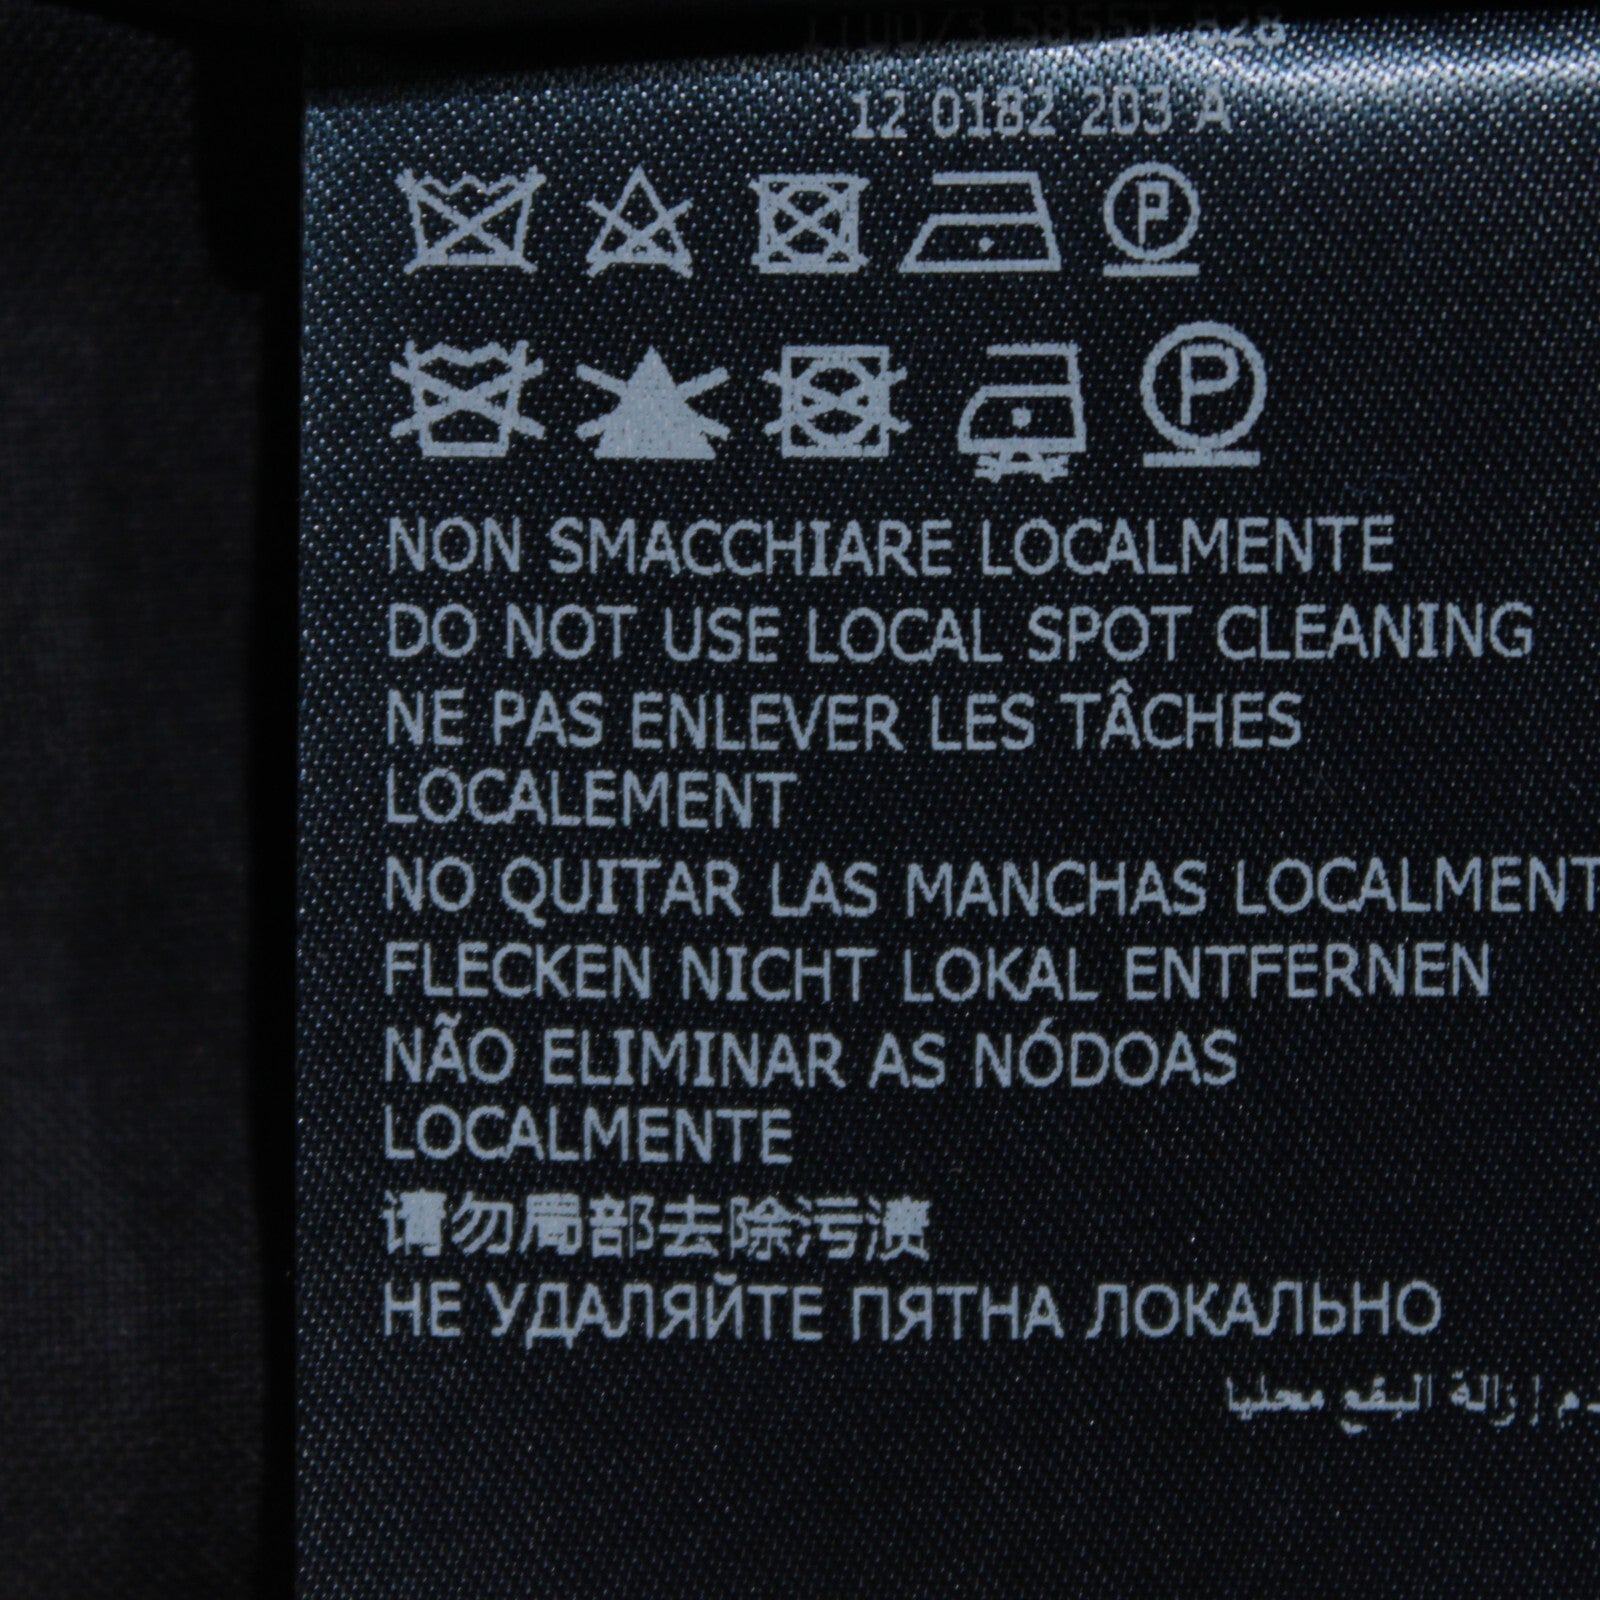 12 0182 203 A
P
P
NON SMACCHIARE LOCALMENTE
DO NOT USE LOCAL SPOT CLEANING
NE PAS ENLEVER LES TÂCHES
LOCALEMENT
NO QUITAR LAS MANCHAS LOCALMENT
FLECKEN NICHT LOKAL ENTFERNEN
NÃO ELIMINAR AS NÓDOAS
LOCALMENTE
请勿局部去除污渍
НЕ УДАЛЯЙТЕ ПЯТНА ЛОКАЛЬНО
إزالة البقع محليا